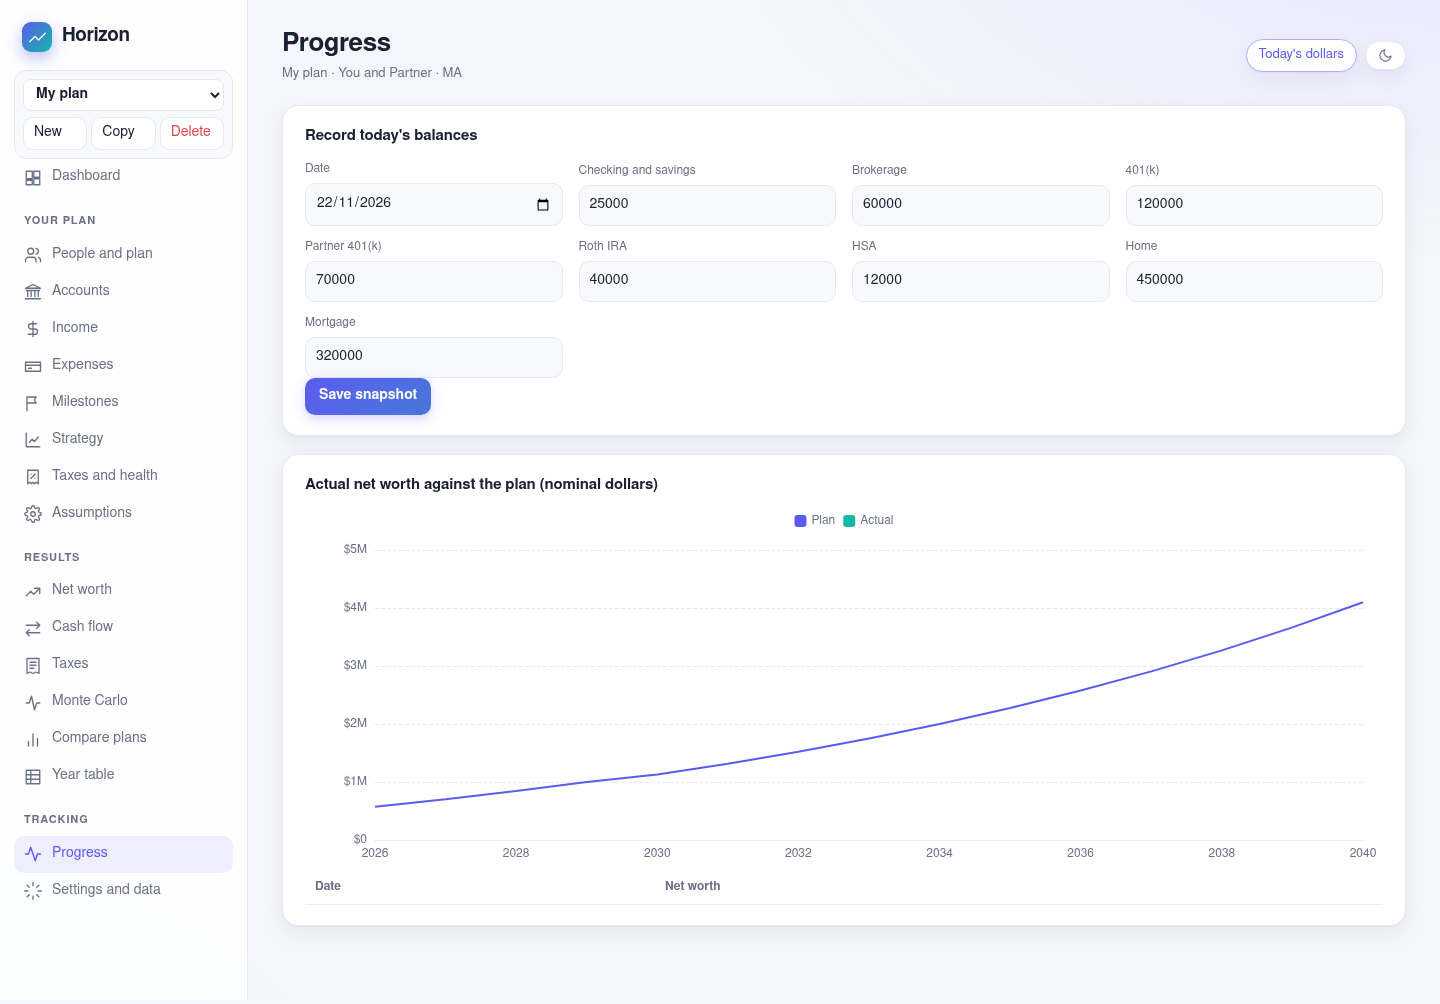 Horizon
My plan
New Copy Delete
Dashboard
YOUR PLAN
People and plan
Accounts
Income
Expenses
Milestones
Strategy
Taxes and health
Assumptions
RESULTS
Net worth
Cash flow
Taxes
Monte Carlo
Compare plans
Year table
TRACKING
Progress
Settings and data
Progress
My plan · You and Partner · MA
Today's dollars
Record today's balances
Date Checking and savings Brokerage 401(k)
22/11/2026 25000 60000 120000
Partner 401(k) Roth IRA HSA Home
70000 40000 12000 450000
Mortgage
320000
Save snapshot
Actual net worth against the plan (nominal dollars)
Plan Actual
$5M
$4M
$3M
$2M
$1M
$0
2026 2028 2030 2032 2034 2036 2038 2040
Date Net worth